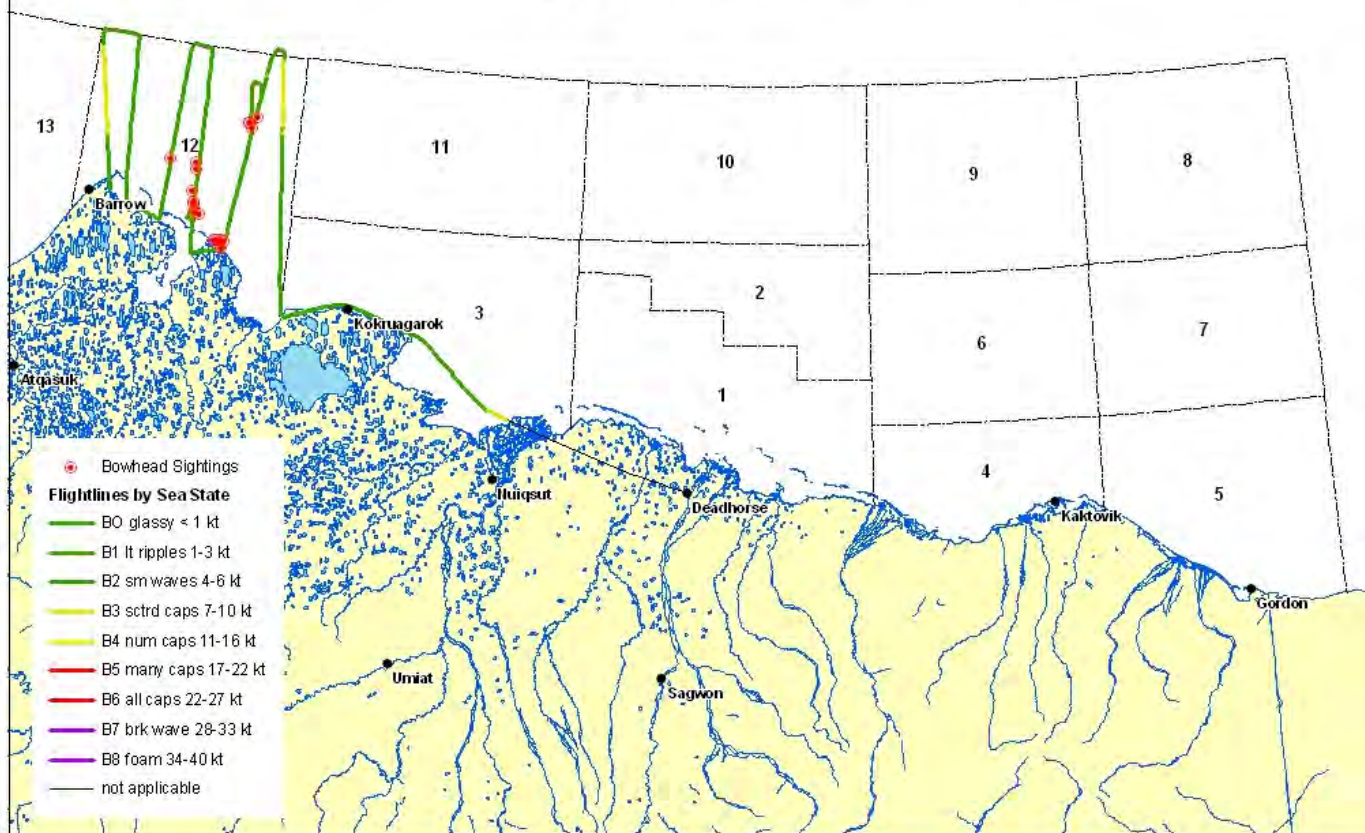 13
12
11
10
9
8
Barrow
2
3
Kokruagarok
6
7
Atqasuk
1
4
5
Nuiqsut
Deadhorse
Kaktovik
Gordon
Umiat
Sagwon
Bowhead Sightings
Flightlines by Sea State
B0 glassy < 1 kt
B1 lt ripples 1-3 kt
B2 sm waves 4-6 kt
B3 sctrd caps 7-10 kt
B4 num caps 11-16 kt
B5 many caps 17-22 kt
B6 all caps 22-27 kt
B7 brk wave 28-33 kt
B8 foam 34-40 kt
not applicable